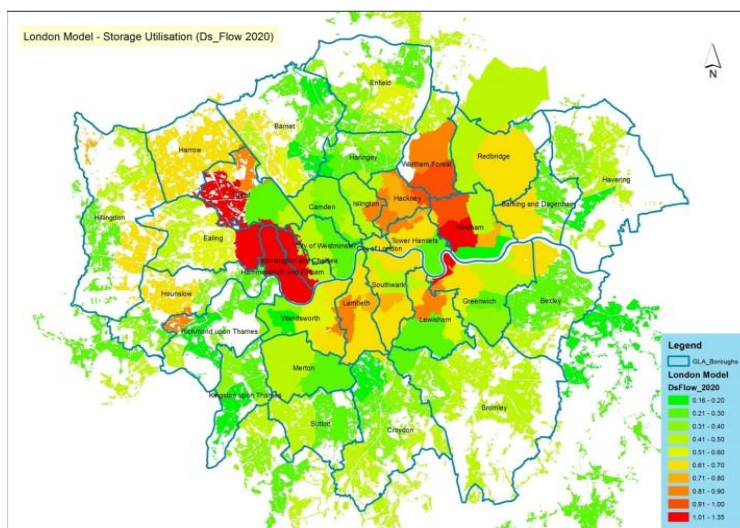 London Model - Storage Utilisation (Ds_Flow 2020)
N
Enfield
Barnet
Harrow
Haringey
Waltham Forest
Redbridge
Havering
Hillingdon
Camden
Islington
Hackney
Barking and Dagenham
Newham
Ealing
City of Westminster
City of London
Tower Hamlets
Kensington and Chelsea
Hammersmith and Fulham
Hounslow
Southwark
Richmond upon Thames
Wandsworth
Lambeth
Lewisham
Greenwich
Bexley
Merton
Kingston upon Thames
Sutton
Croydon
Bromley
Legend
GLA_Boroughs
London Model
DsFlow_2020
0.16 - 0.20
0.21 - 0.30
0.31 - 0.40
0.41 - 0.50
0.51 - 0.60
0.61 - 0.70
0.71 - 0.80
0.81 - 0.90
0.91 - 1.00
1.01 - 1.35